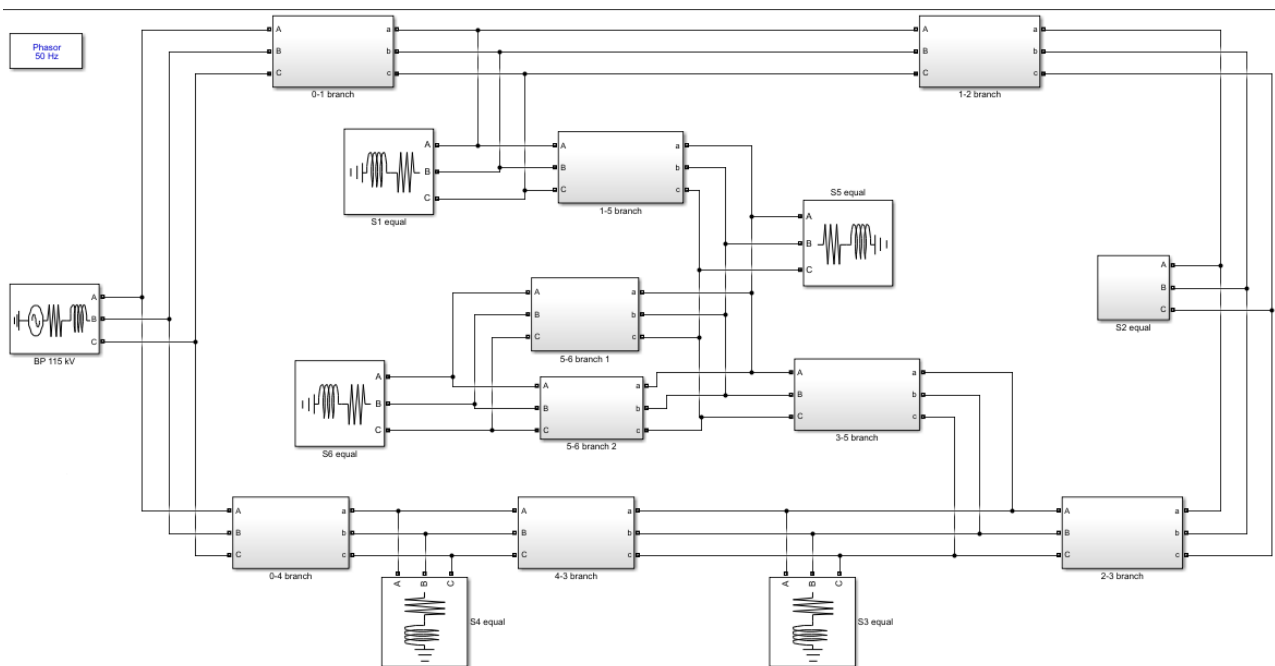 Phasor
50 Hz
A
B
C
a
b
c
0-1 branch
A
B
C
a
b
c
1-2 branch
A
B
C
S1 equal
A
B
C
a
b
c
1-5 branch
S5 equal
A
B
C
A
B
C
S2 equal
A
B
C
BP 115 kV
A
B
C
a
b
c
5-6 branch 1
A
B
C
S6 equal
A
B
C
a
b
c
5-6 branch 2
A
B
C
a
b
c
3-5 branch
A
B
C
a
b
c
0-4 branch
A
B
C
a
b
c
4-3 branch
A
B
C
a
b
c
2-3 branch
A
B
C
S4 equal
A
B
C
S3 equal